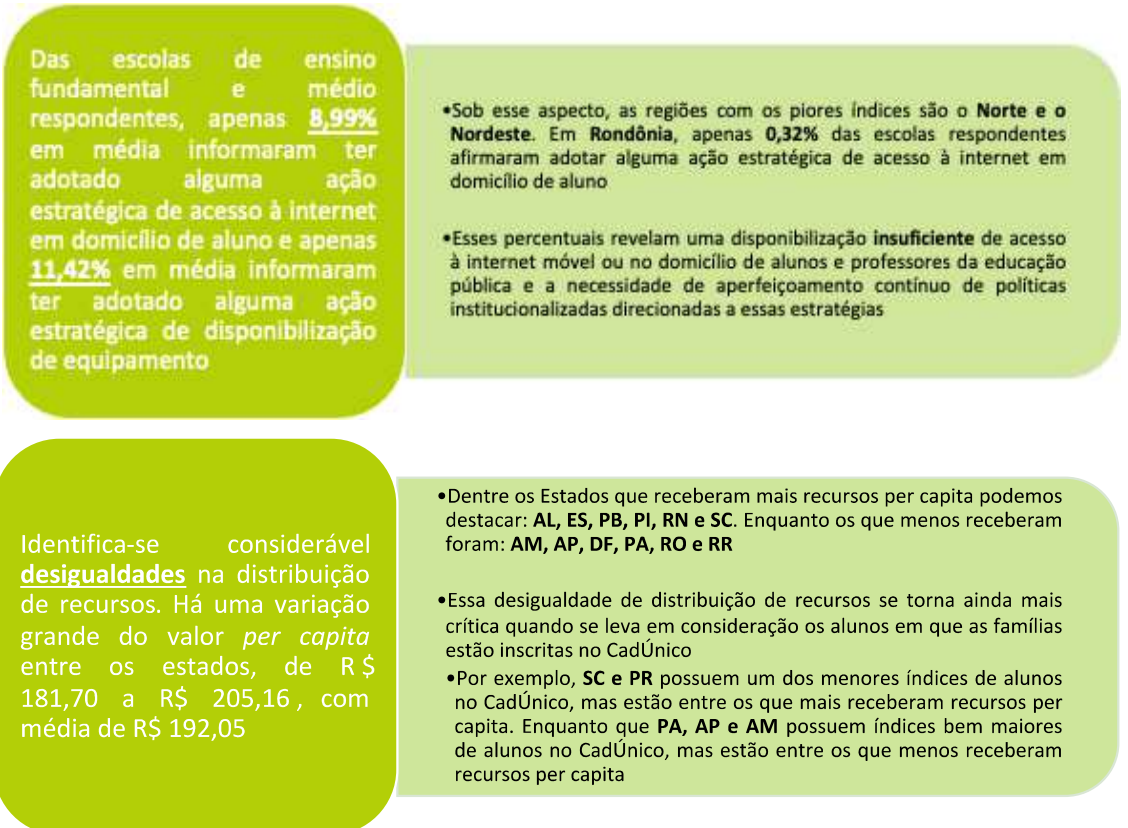 Das escolas de ensino
fundamental e médio
respondentes, apenas 8,99%
em média informaram ter
adotado alguma ação
estratégica de acesso à internet
em domicílio de aluno e apenas
11,42% em média informaram
ter adotado alguma ação
estratégica de disponibilização
de equipamento
•Sob esse aspecto, as regiões com os piores índices são o Norte e o
Nordeste. Em Rondônia, apenas 0,32% das escolas respondentes
afirmaram adotar alguma ação estratégica de acesso à internet em
domicílio de aluno
•Esses percentuais revelam uma disponibilização insuficiente de acesso
à internet móvel ou no domicílio de alunos e professores da educação
pública e a necessidade de aperfeiçoamento contínuo de políticas
institucionalizadas direcionadas a essas estratégias
Identifica-se considerável
desigualdades na distribuição
de recursos. Há uma variação
grande do valor per capita
entre os estados, de R$
181,70 a R$ 205,16, com
média de R$ 192,05
•Dentre os Estados que receberam mais recursos per capita podemos
destacar: AL, ES, PB, PI, RN e SC. Enquanto os que menos receberam
foram: AM, AP, DF, PA, RO e RR
•Essa desigualdade de distribuição de recursos se torna ainda mais
crítica quando se leva em consideração os alunos em que as famílias
estão inscritas no CadÚnico
•Por exemplo, SC e PR possuem um dos menores índices de alunos
no CadÚnico, mas estão entre os que mais receberam recursos per
capita. Enquanto que PA, AP e AM possuem índices bem maiores
de alunos no CadÚnico, mas estão entre os que menos receberam
recursos per capita